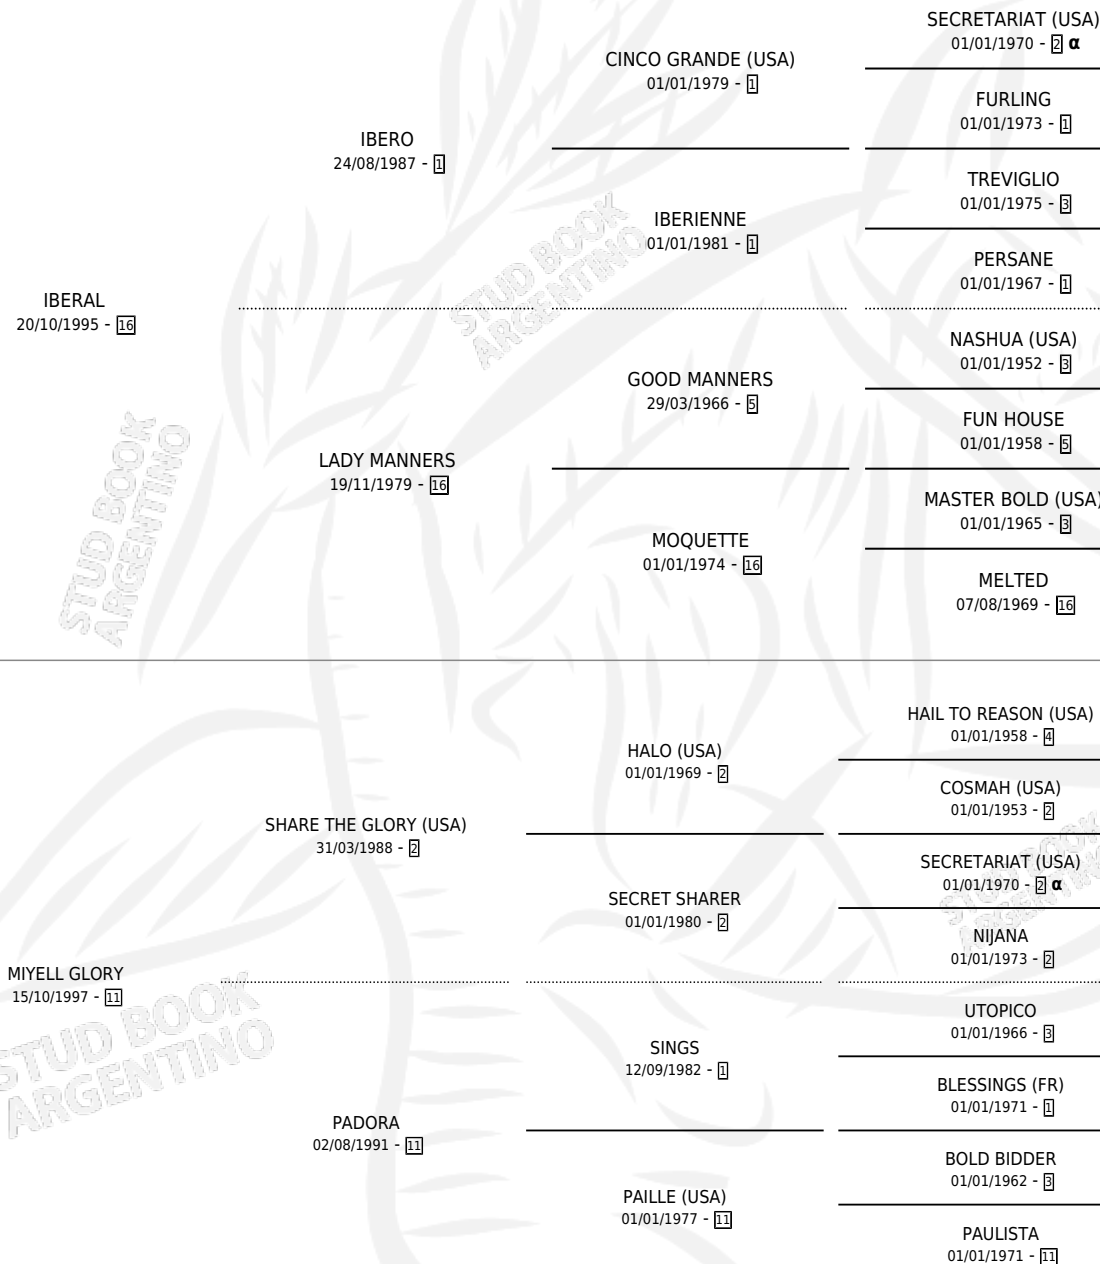 SECRETARIAT (USA)
01/01/1970 - 2 α
CINCO GRANDE (USA)
01/01/1979 - 1
FURLING
01/01/1973 - 1
IBERO
24/08/1987 - 1
TREVIGLIO
01/01/1975 - 3
IBERIENNE
01/01/1981 - 1
PERSANE
01/01/1967 - 1
IBERAL
20/10/1995 - 16
NASHUA (USA)
01/01/1952 - 3
GOOD MANNERS
29/03/1966 - 5
FUN HOUSE
01/01/1958 - 5
LADY MANNERS
19/11/1979 - 16
MASTER BOLD (USA)
01/01/1965 - 3
MOQUETTE
01/01/1974 - 16
MELTED
07/08/1969 - 16
HAIL TO REASON (USA)
01/01/1958 - 4
HALO (USA)
01/01/1969 - 2
COSMAH (USA)
01/01/1953 - 2
SHARE THE GLORY (USA)
31/03/1988 - 2
SECRETARIAT (USA)
01/01/1970 - 2 α
SECRET SHARER
01/01/1980 - 2
NIJANA
01/01/1973 - 2
MIYELL GLORY
15/10/1997 - 11
UTOPICO
01/01/1966 - 3
SINGS
12/09/1982 - 1
BLESSINGS (FR)
01/01/1971 - 1
PADORA
02/08/1991 - 11
BOLD BIDDER
01/01/1962 - 3
PAILLE (USA)
01/01/1977 - 11
PAULISTA
01/01/1971 - 11
STUD BOOK
ARGENTINO
STUD BOOK
ARGENTINO
STUD BOOK
ARGENTINO
STUD BOOK
ARGENTINO